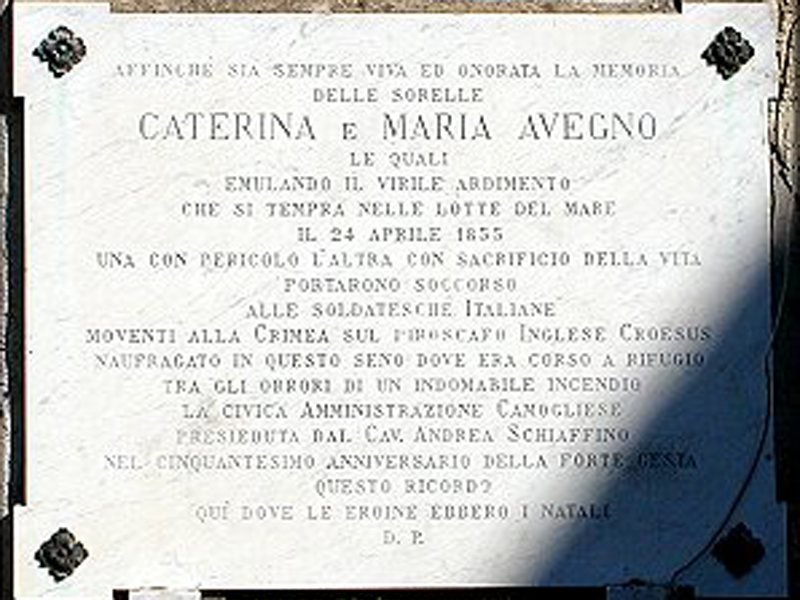 AFFINCHÈ SIA SEMPRE VIVA ED ONORATA LA MEMORIA
DELLE SORELLE
CATERINA E MARIA AVEGNO
LE QUALI
EMULANDO IL VIRILE ARDIMENTO
CHE SI TEMPRA NELLE LOTTE DEL MARE
IL 24 APRILE 1855
UNA CON PERICOLO L'ALTRA CON SACRIFICIO DELLA VITA
PORTARONO SOCCORSO
ALLE SOLDATESCHE ITALIANE
MOVENTI ALLA CRIMEA SUL PIROSCAFO INGLESE CROESUS
NAUFRAGATO IN QUESTO SENO DOVE ERA CORSO A RIFUGIO
TRA GLI ORRORI DI UN INDOMABILE INCENDIO
LA CIVICA AMMINISTRAZIONE CAMOGLIESE
PRESIEDUTA DAL CAV. ANDREA SCHIAFFINO
NEL CINQUANTESIMO ANNIVERSARIO DELLA FORTE GESTA
QUESTO RICORDO
QUÌ DOVE LE EROINE EBBERO I NATALI
D. P.